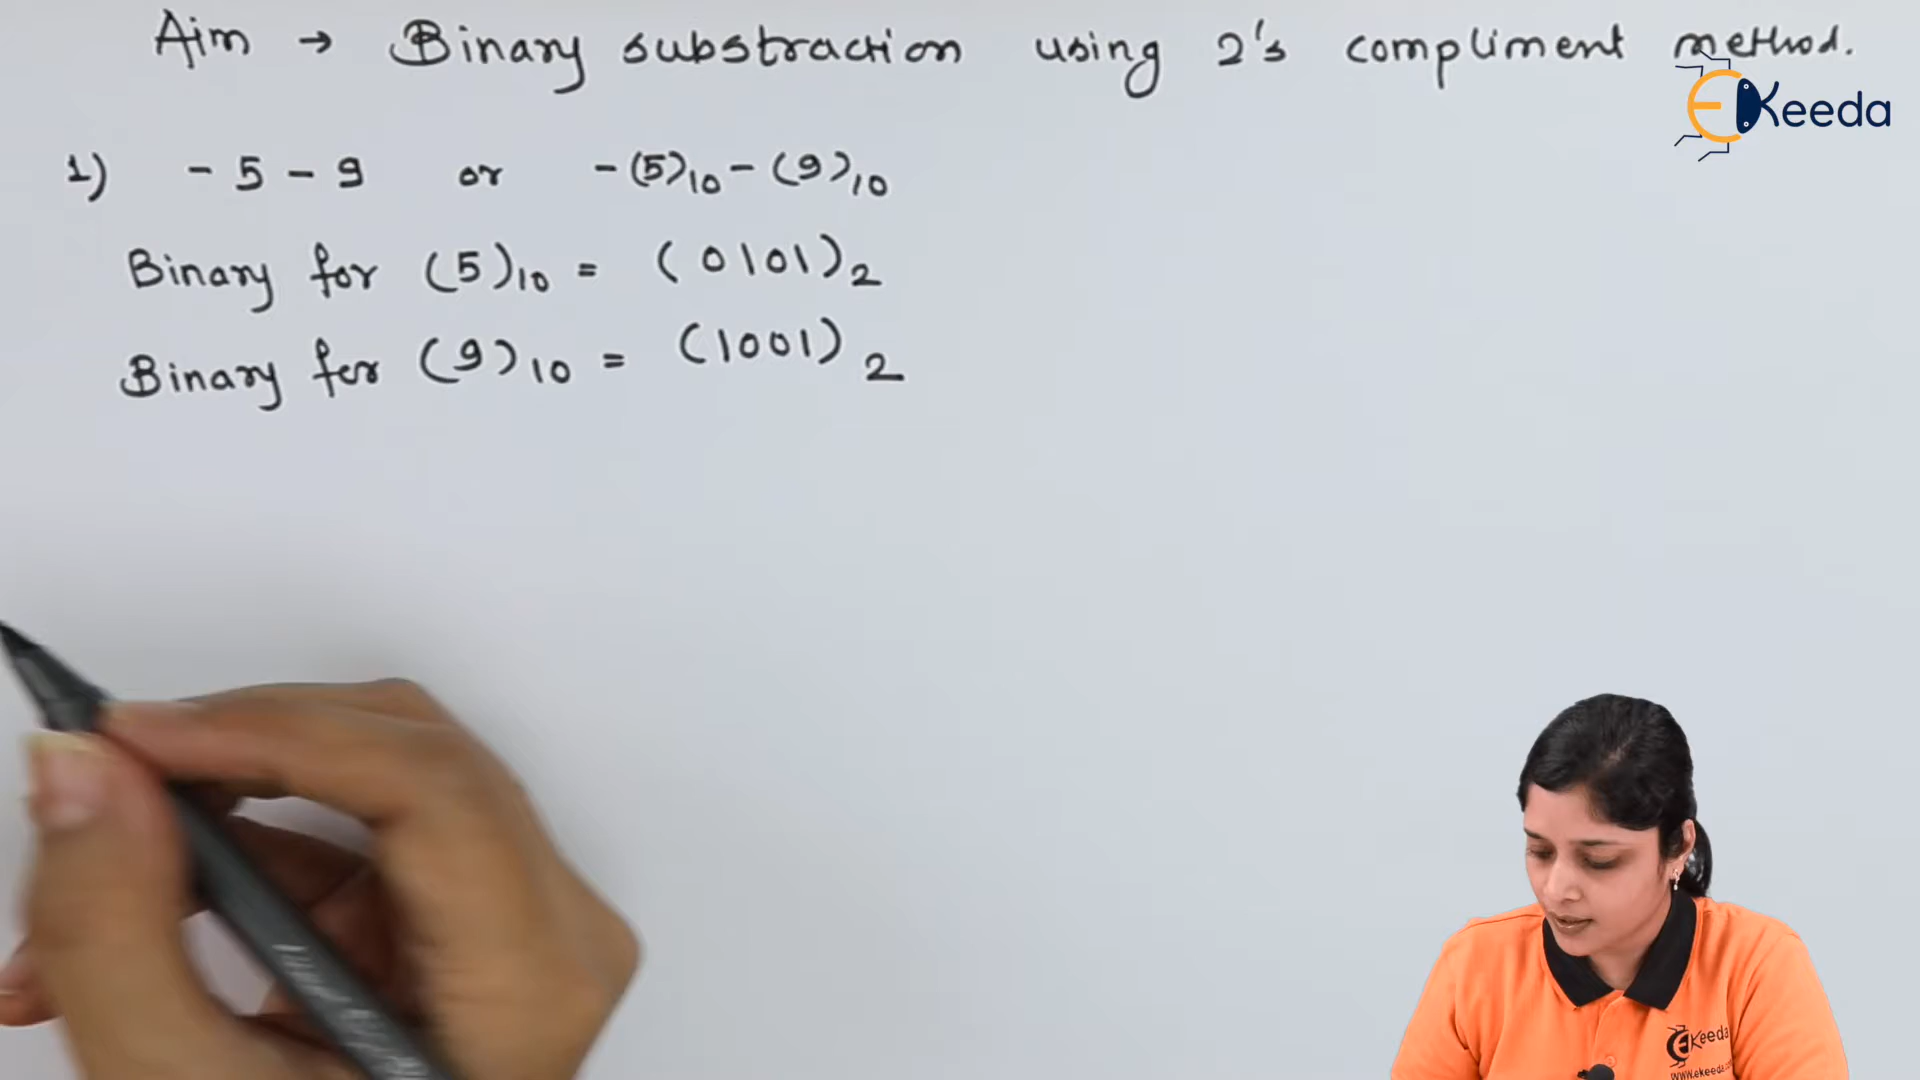 Aim → Binary substraction using 2's compliment method.
EKeeda
1) - 5 - 9 or -(5)10 - (9)10
Binary for (5)10 = (0101)2
Binary for (9)10 = (1001)2
EKeeda